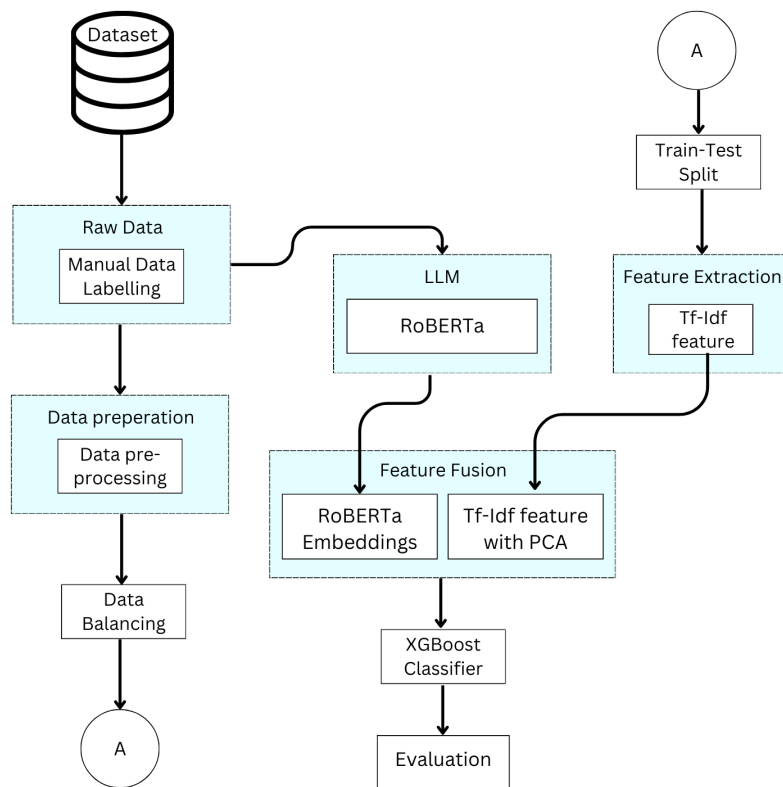 Dataset
Raw Data
Manual Data
Labelling
Data preperation
Data pre-
processing
Data
Balancing
A
LLM
RoBERTa
Feature Fusion
RoBERTa
Embeddings
Tf-Idf feature
with PCA
XGBoost
Classifier
Evaluation
A
Train-Test
Split
Feature Extraction
Tf-Idf
feature